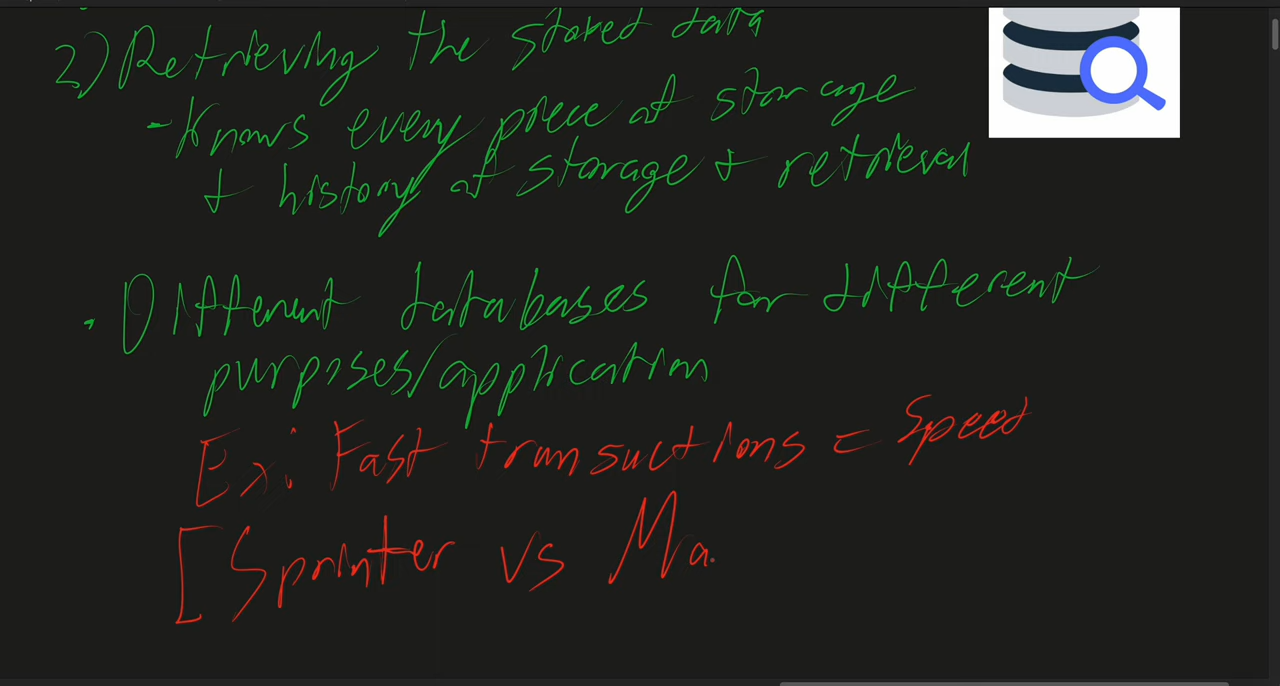 2) Retrieving the stored data
- Knows every piece of storage
+ history of storage + retrieval
• Different databases for different
purposes/application
Ex: Fast transactions = Speed
[Sprinter vs Ma